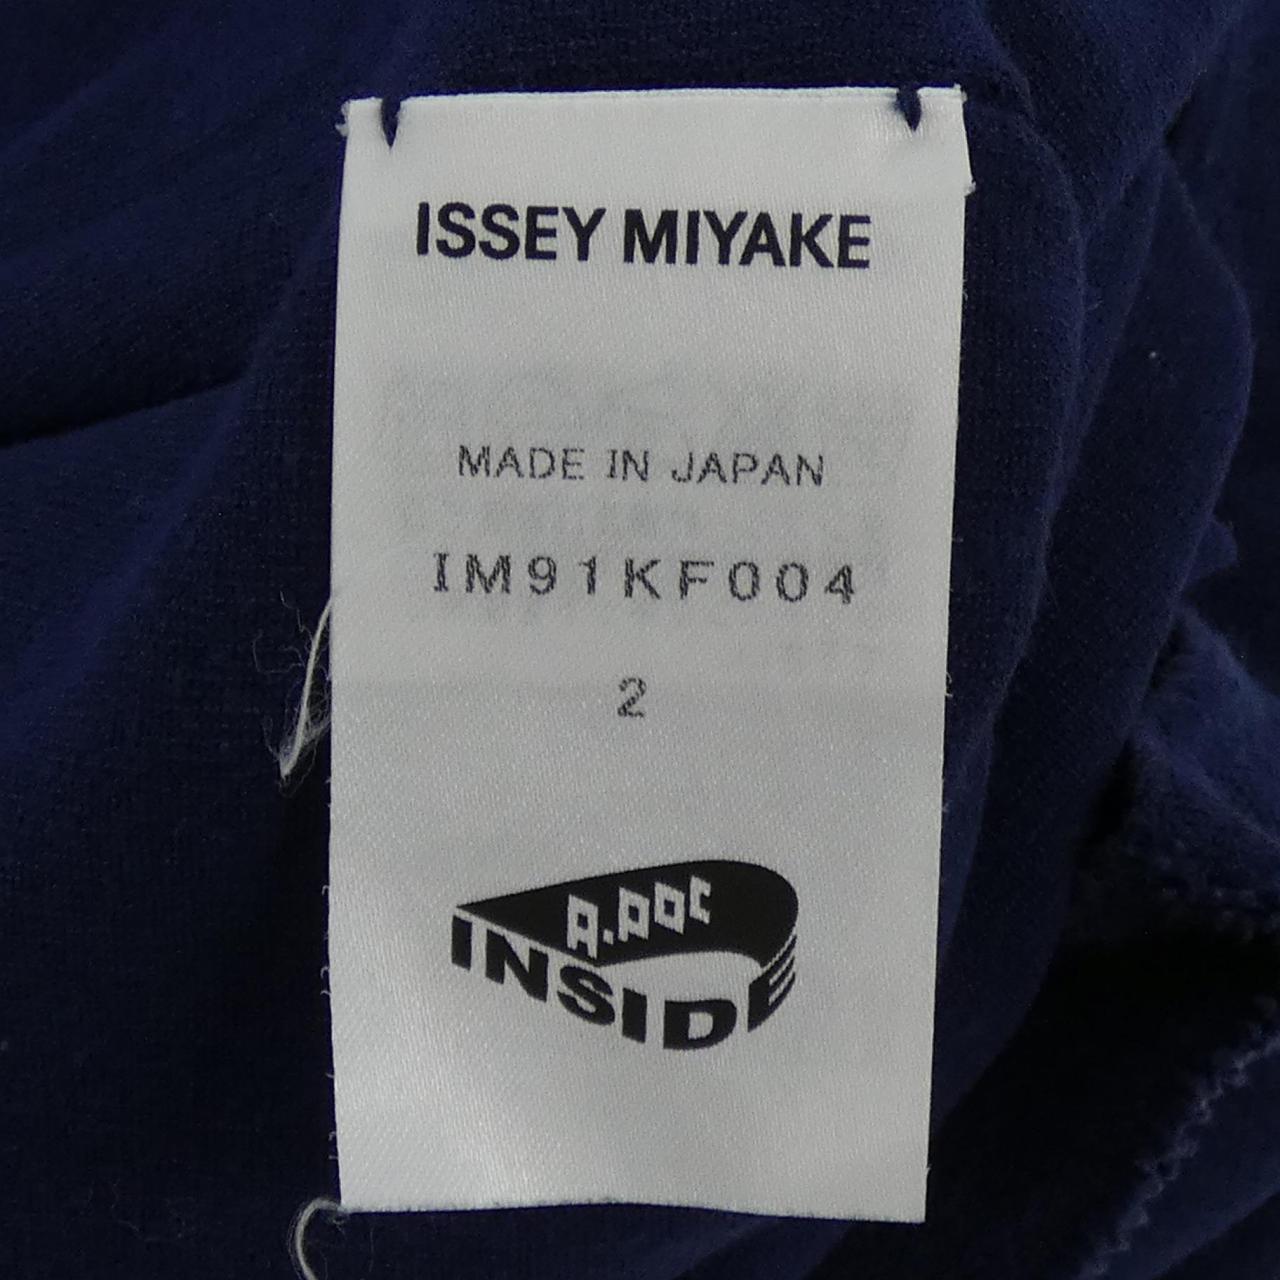 ISSEY MIYAKE
MADE IN JAPAN
IM91KF004
2
A.POC
INSIDE